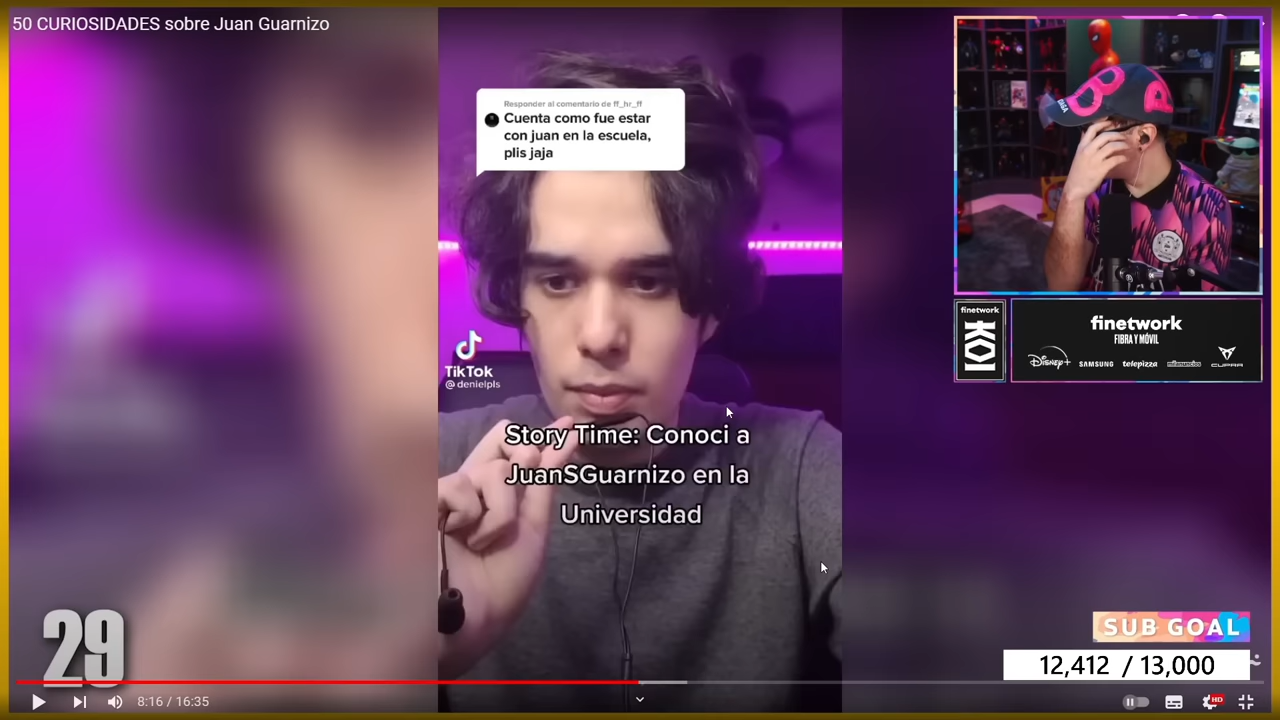 50 CURIOSIDADES sobre Juan Guarnizo
Responder al comentario de ff_hr_ff
Cuenta como fue estar
con juan en la escuela,
plis jaja
TikTok
@denielpls
Story Time: Conoci a
JuanSGuarnizo en la
Universidad
finetwork
KOI
finetwork
FIBRA Y MÓVIL
Disney+ SAMSUNG telepizza milanuncios CUPRA
29
SUB GOAL
12,412 / 13,000
8:16 / 16:35
HD